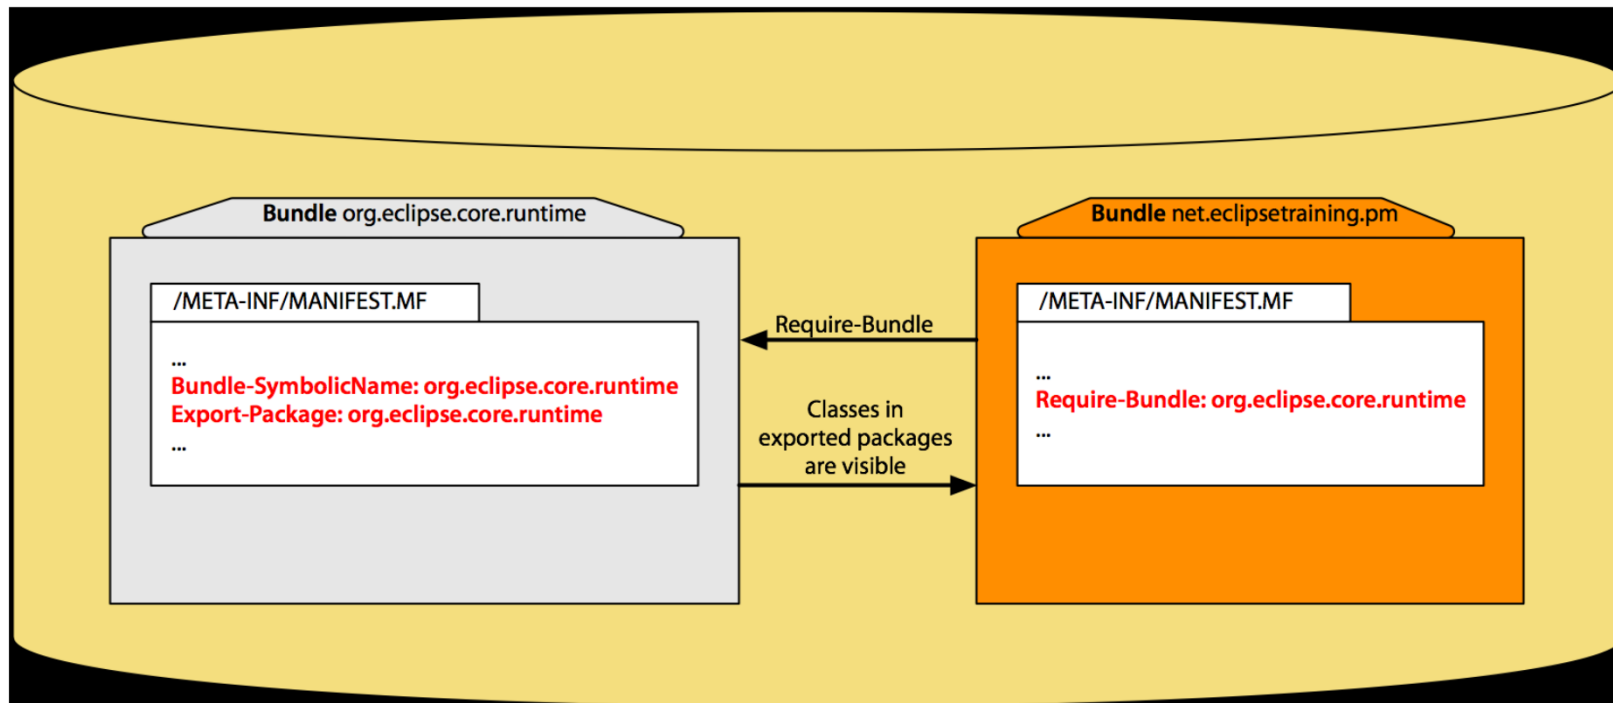 Bundle org.eclipse.core.runtime
/META-INF/MANIFEST.MF
...
Bundle-SymbolicName: org.eclipse.core.runtime
Export-Package: org.eclipse.core.runtime
...
Require-Bundle
Classes in
exported packages
are visible
Bundle net.eclipsetraining.pm
/META-INF/MANIFEST.MF
...
Require-Bundle: org.eclipse.core.runtime
...